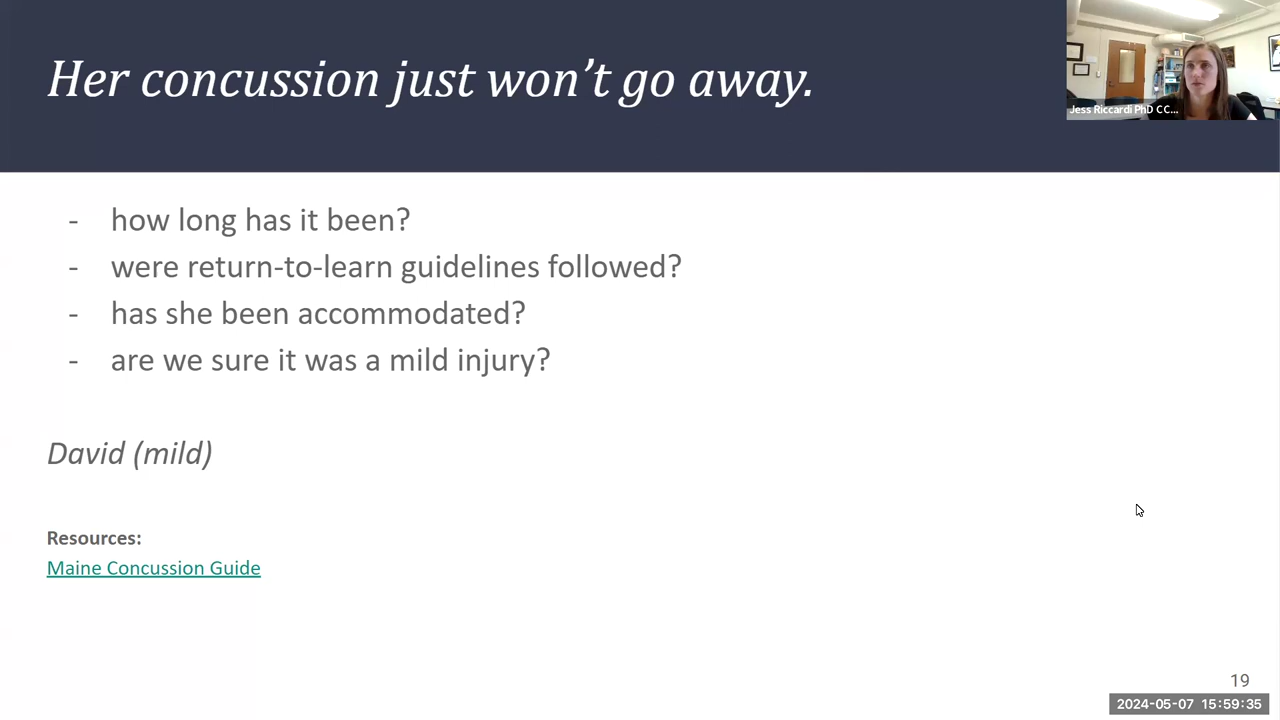 Her concussion just won’t go away.
Jess Riccardi PhD CC...
- how long has it been?
- were return-to-learn guidelines followed?
- has she been accommodated?
- are we sure it was a mild injury?
David (mild)
Resources:
Maine Concussion Guide
19
2024-05-07 15:59:35